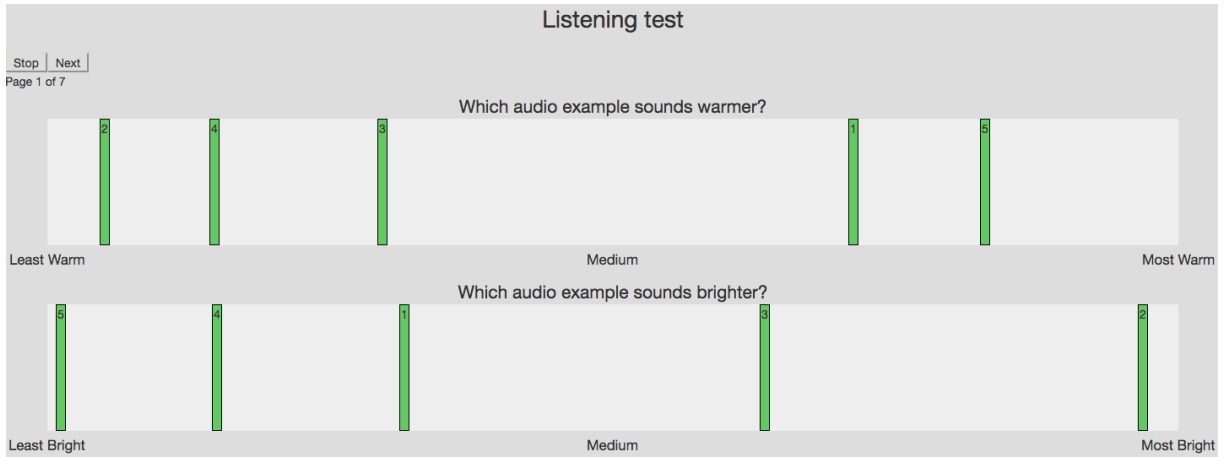 Listening test
Stop Next
Page 1 of 7
Which audio example sounds warmer?
2 4 3 1 5
Least Warm Medium Most Warm
Which audio example sounds brighter?
5 4 1 3 2
Least Bright Medium Most Bright